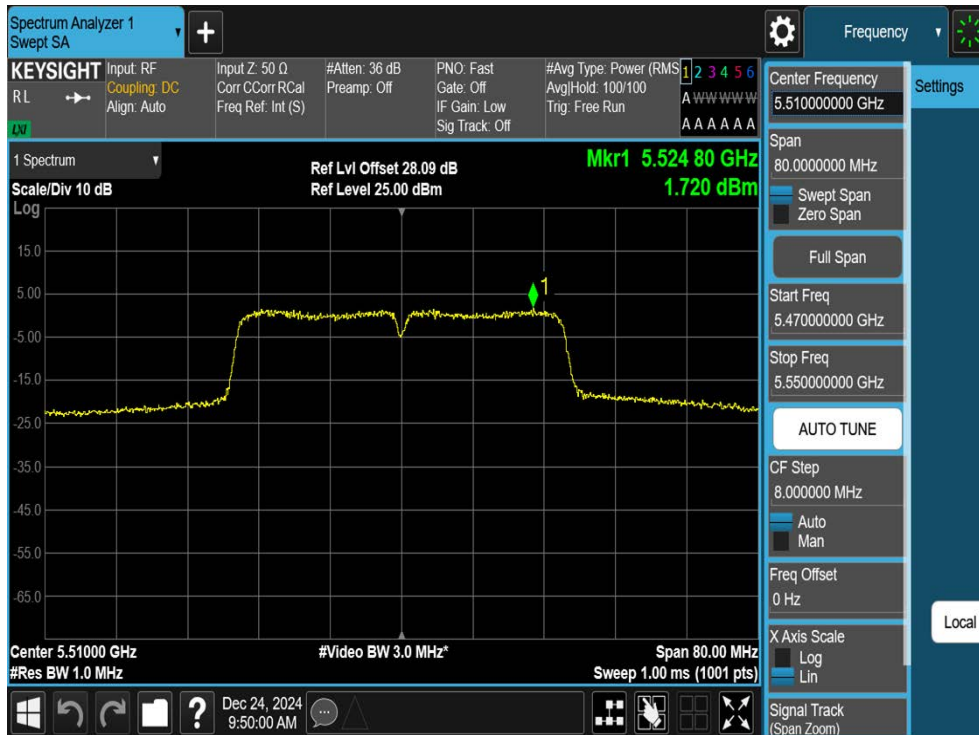 Spectrum Analyzer 1
Swept SA
+
Frequency
KEYSIGHT
R L
LXI
Input: RF
Coupling: DC
Align: Auto
Input Z: 50 Ω
Corr CCorr RCal
Freq Ref: Int (S)
#Atten: 36 dB
Preamp: Off
PNO: Fast
Gate: Off
IF Gain: Low
Sig Track: Off
#Avg Type: Power (RMS
Avg|Hold: 100/100
Trig: Free Run
1 2 3 4 5 6
A W W W W W
A A A A A A
1 Spectrum
Scale/Div 10 dB
Log
Ref Lvl Offset 28.09 dB
Ref Level 25.00 dBm
Mkr1 5.524 80 GHz
1.720 dBm
15.0
5.00
-5.00
-15.0
-25.0
-35.0
-45.0
-55.0
-65.0
1
Center 5.51000 GHz
#Res BW 1.0 MHz
#Video BW 3.0 MHz*
Span 80.00 MHz
Sweep 1.00 ms (1001 pts)
Center Frequency
5.510000000 GHz
Span
80.0000000 MHz
Swept Span
Zero Span
Full Span
Start Freq
5.470000000 GHz
Stop Freq
5.550000000 GHz
AUTO TUNE
CF Step
8.000000 MHz
Auto
Man
Freq Offset
0 Hz
X Axis Scale
Log
Lin
Signal Track
(Span Zoom)
Settings
Local
?
Dec 24, 2024
9:50:00 AM